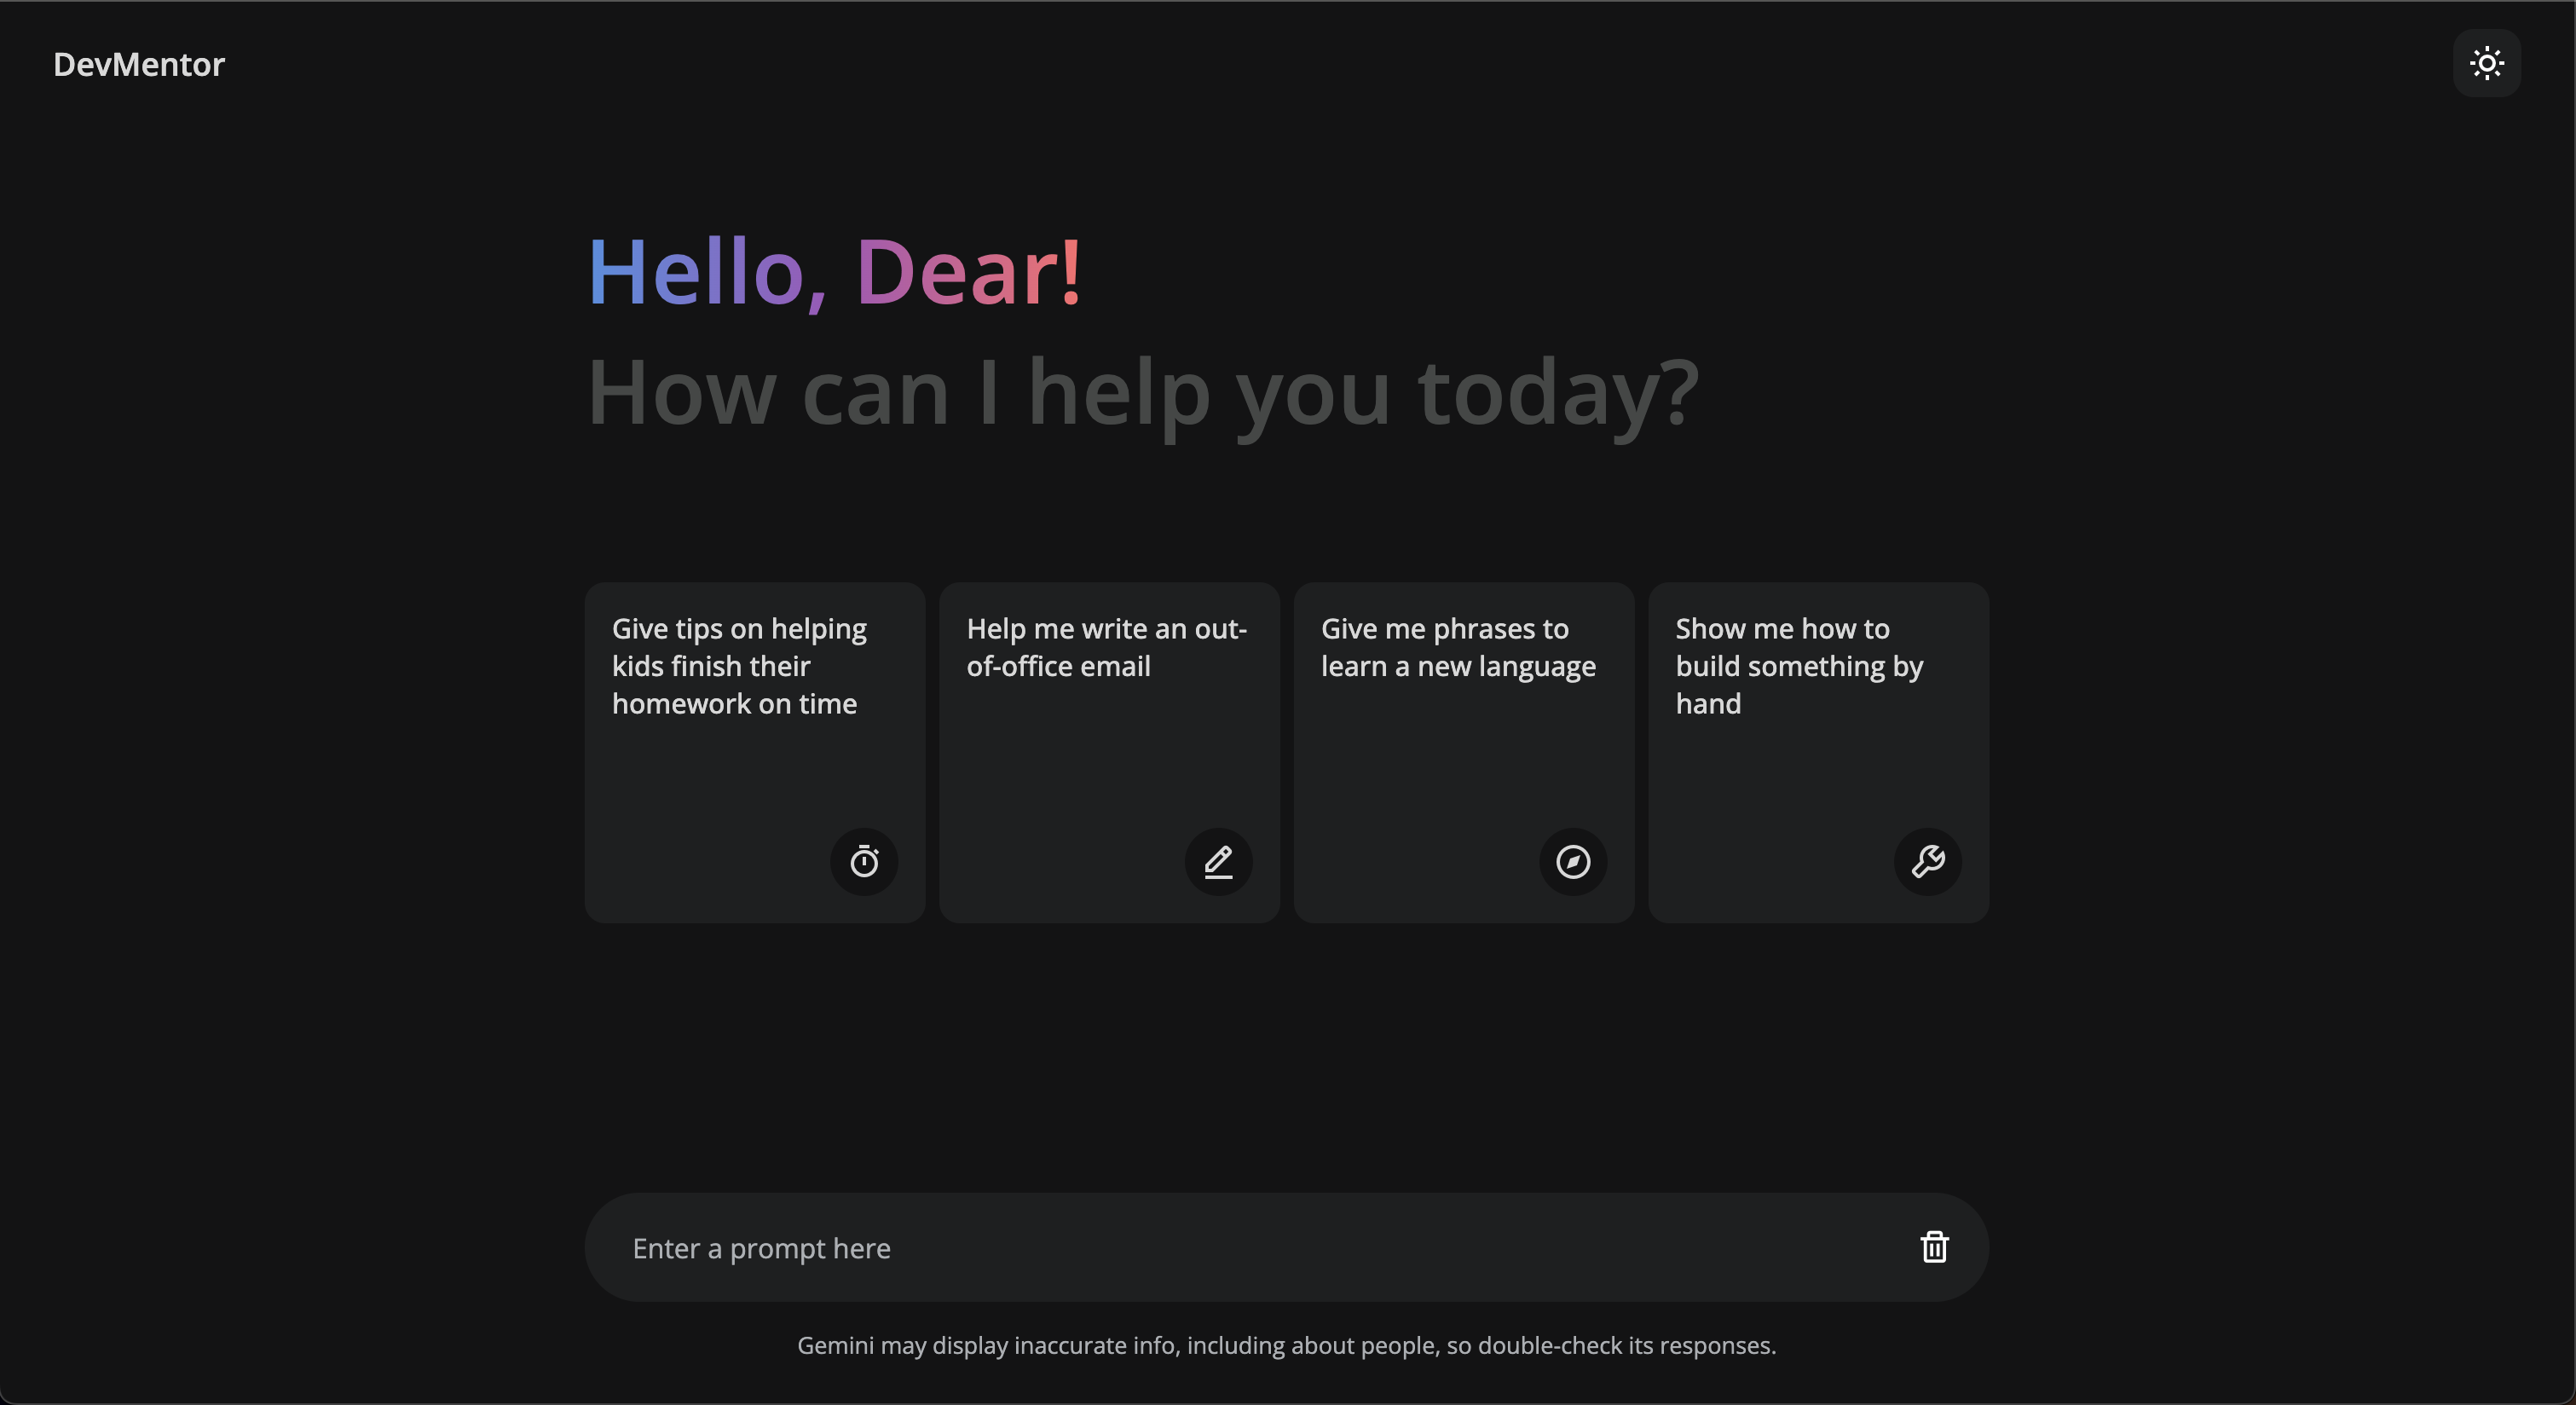 DevMentor
Hello, Dear!
How can I help you today?
Give tips on helping
kids finish their
homework on time
Help me write an out-
of-office email
Give me phrases to
learn a new language
Show me how to
build something by
hand
Enter a prompt here
Gemini may display inaccurate info, including about people, so double-check its responses.